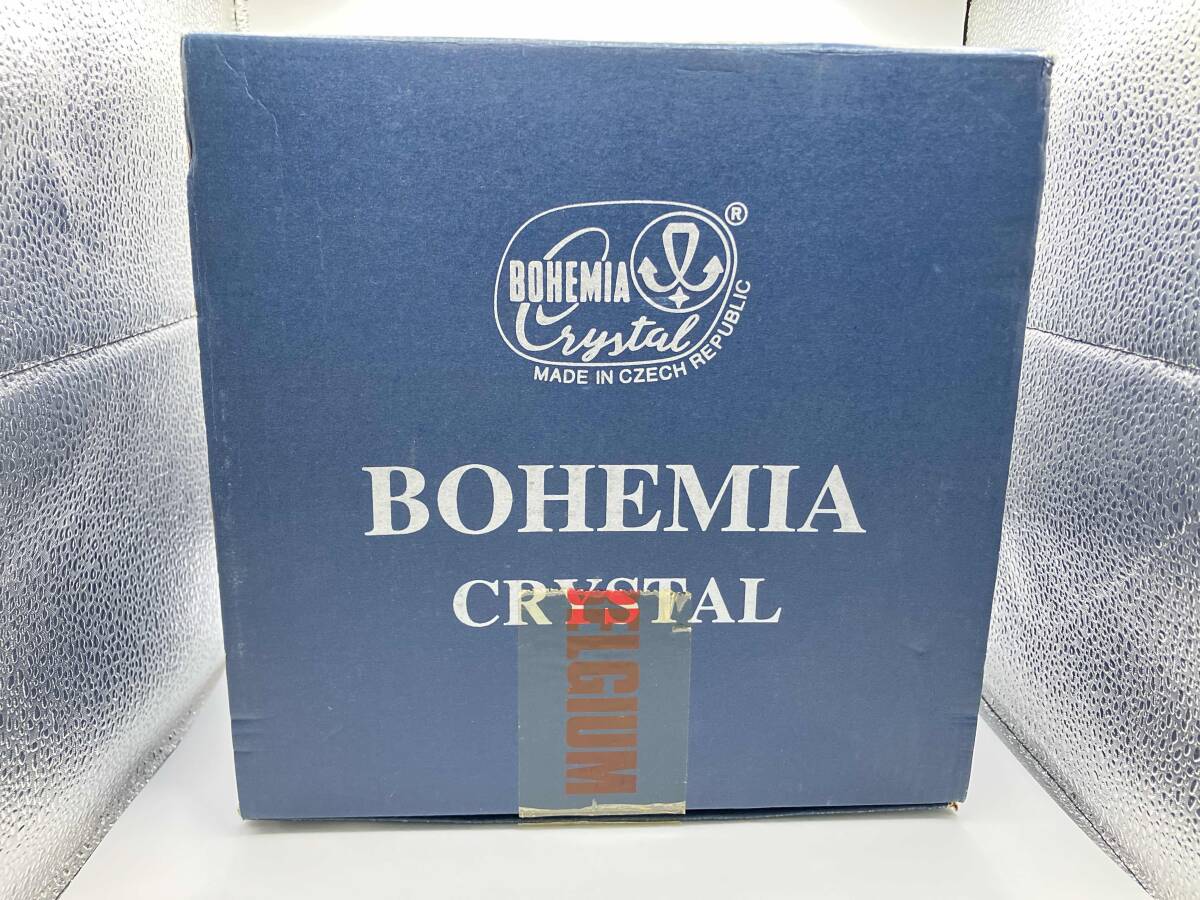 BOHEMIA
Crystal
®
MADE IN CZECH REPUBLIC
BOHEMIA
CRYSTAL
ELGIUM